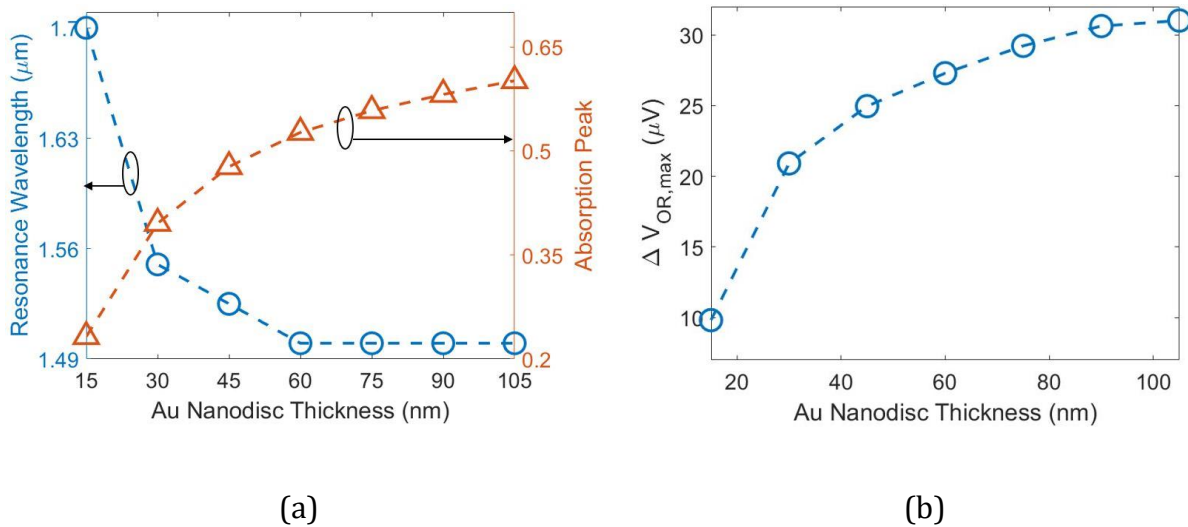 1.7
1.63
1.56
1.49
Resonance Wavelength (μm)
0.65
0.5
0.35
0.2
Absorption Peak
15 30 45 60 75 90 105
Au Nanodisc Thickness (nm)
(a)
30
25
20
15
10
Δ V_OR,max (μV)
20 40 60 80 100
Au Nanodisc Thickness (nm)
(b)